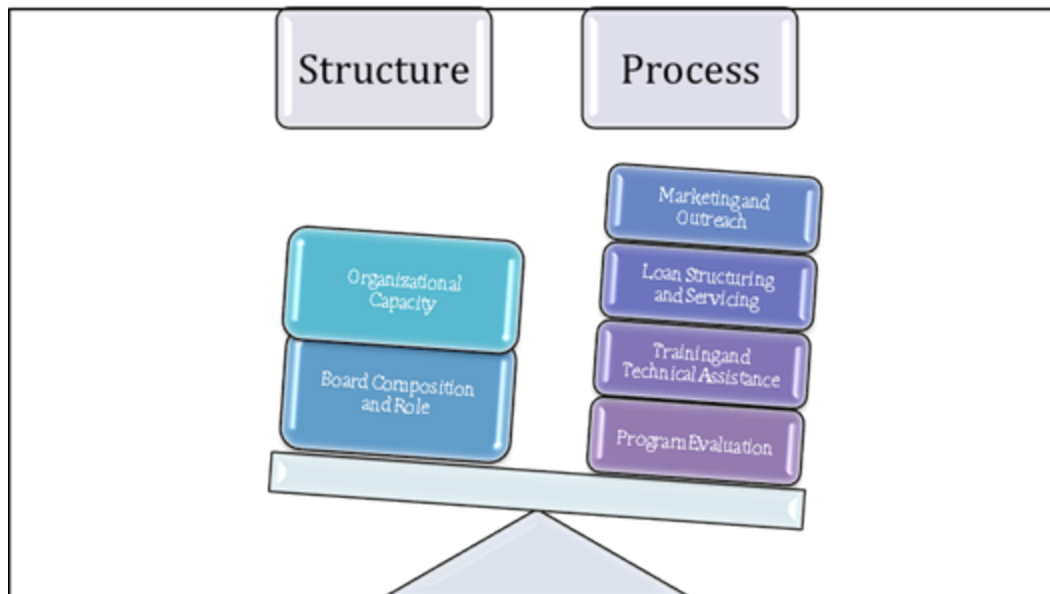 Structure
Process
Organizational
Capacity
Board Composition
and Role
Marketing and
Outreach
Loan Structuring
and Servicing
Training and
Technical Assistance
Program Evaluation